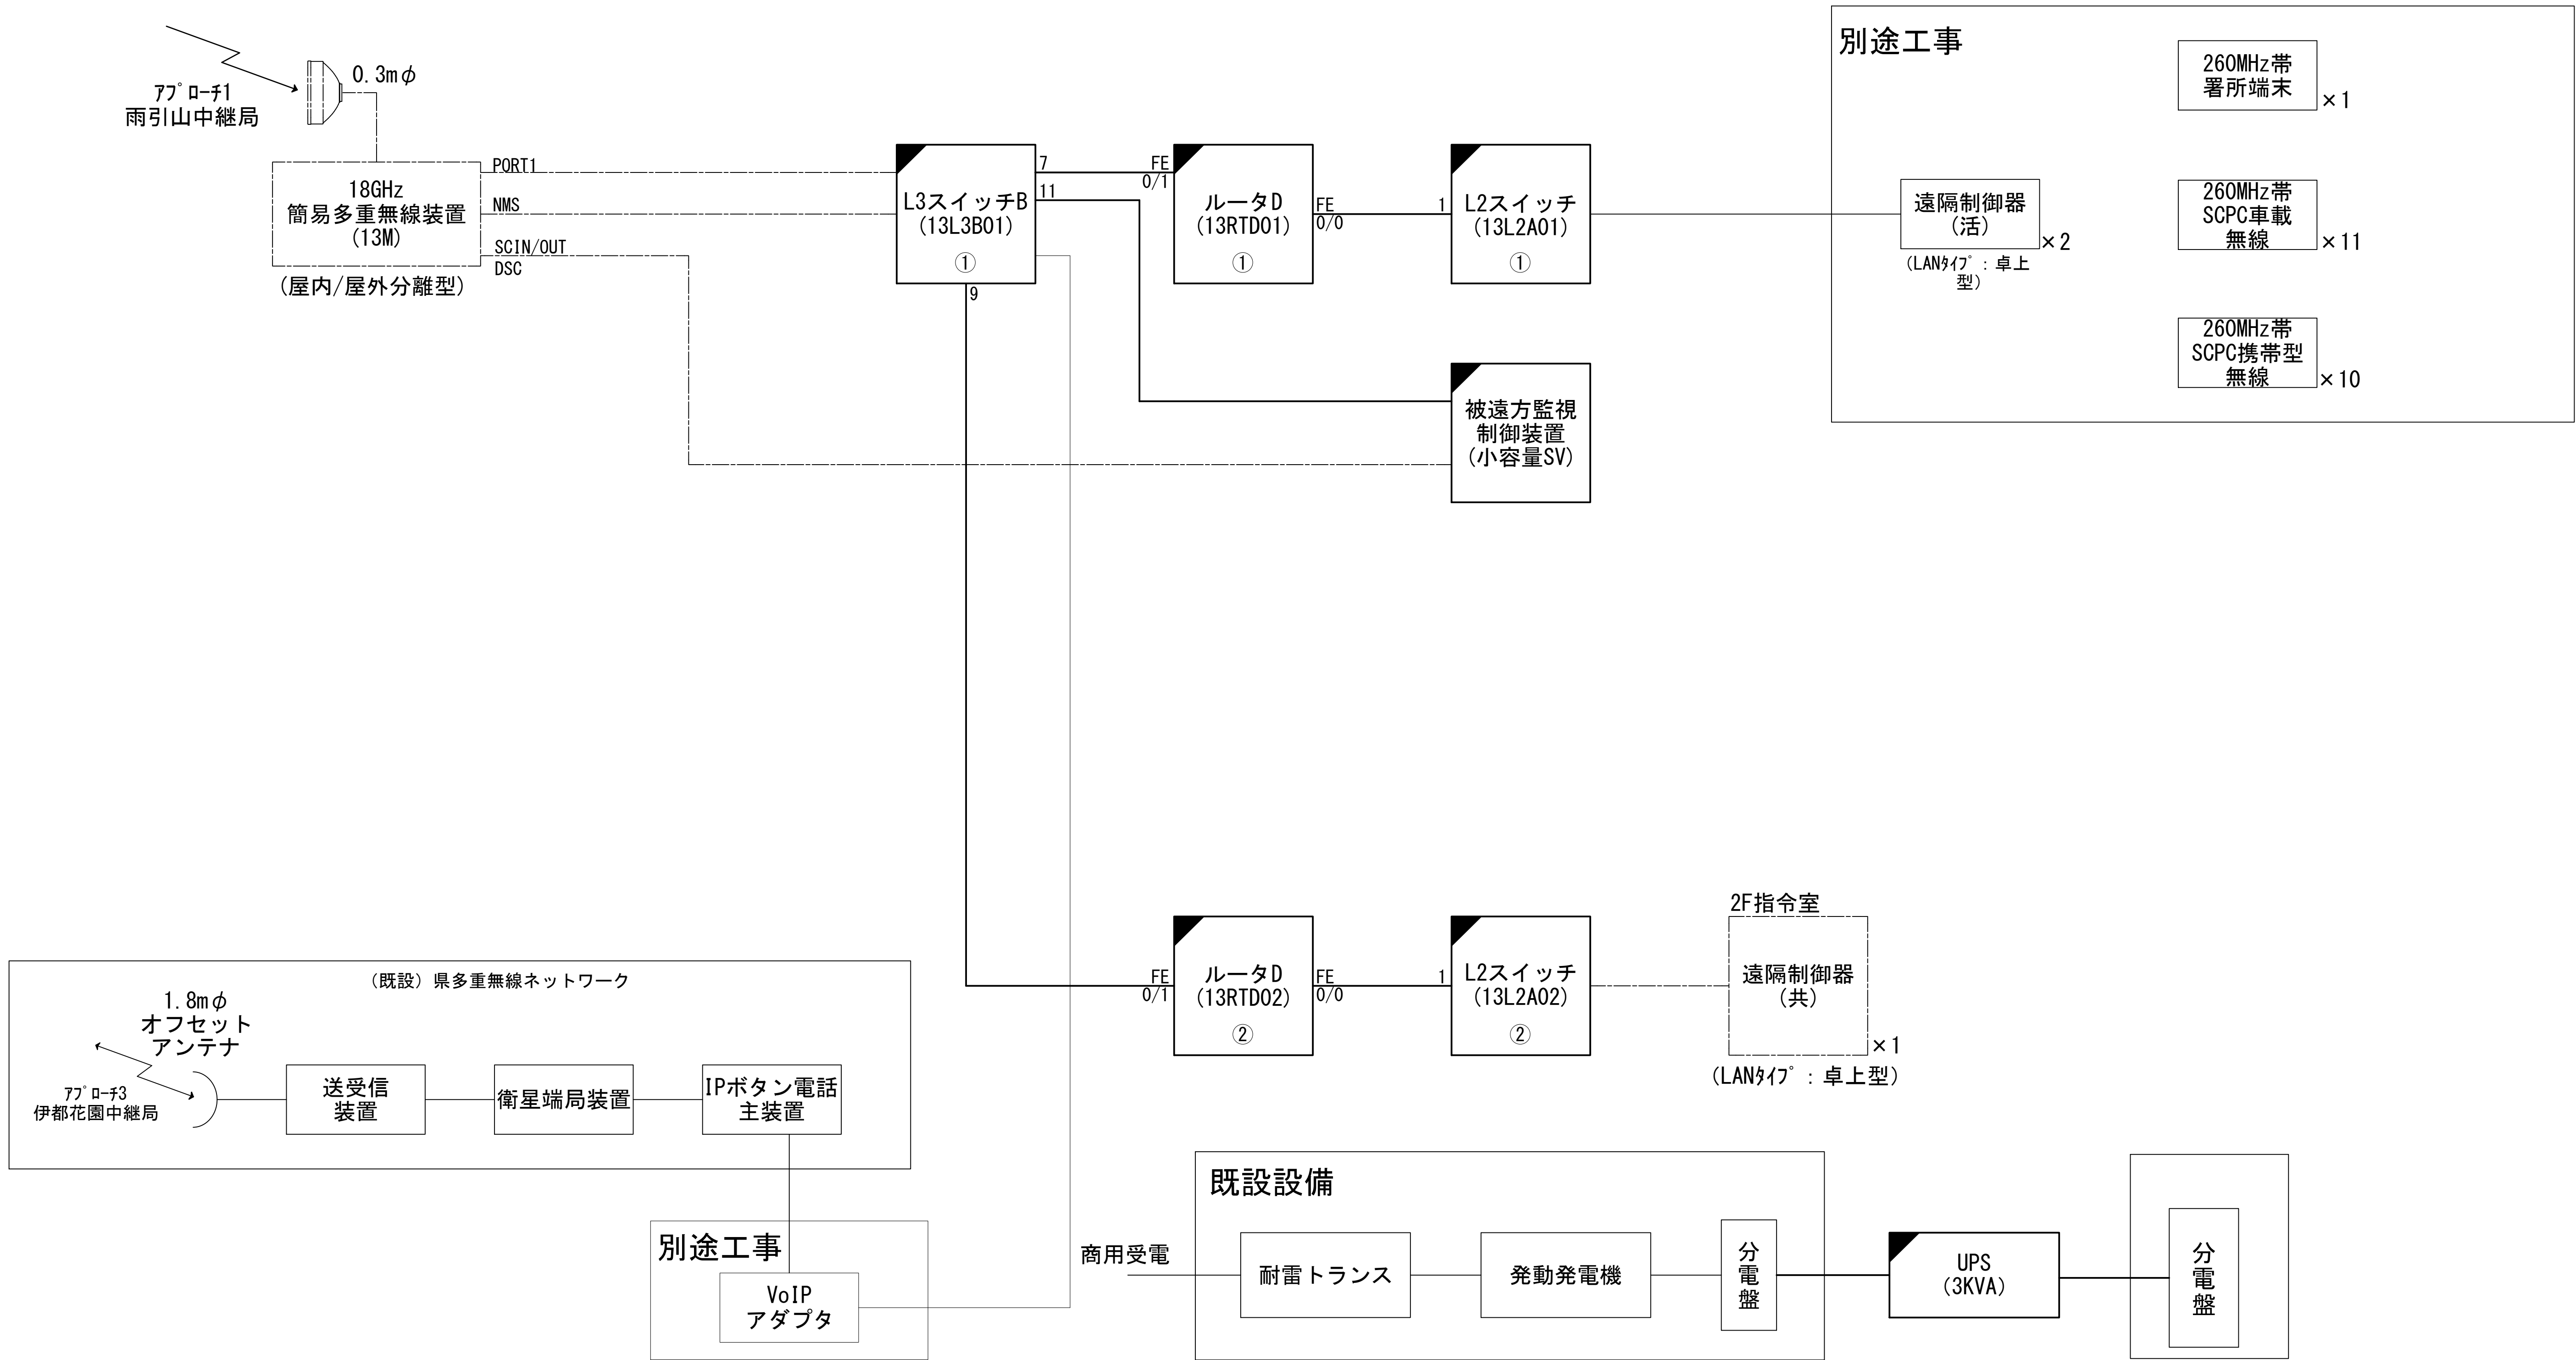 別途工事
0.3mφ
ｱﾌﾟﾛｰﾁ1
雨引山中継局
18GHz
簡易多重無線装置
(13M)
(屋内/屋外分離型)
PORT1
NMS
SCIN/OUT
DSC
L3スイッチB
(13L3B01)
①
7
11
9
FE
0/1
ルータD
(13RTD01)
①
FE
0/0
1
L2スイッチ
(13L2A01)
①
遠隔制御器
(活)
×2
(LANﾀｲﾌﾟ：卓上
型)
260MHz帯
署所端末
×1
260MHz帯
SCPC車載
無線
×11
260MHz帯
SCPC携帯型
無線
×10
被遠方監視
制御装置
(小容量SV)
FE
0/1
ルータD
(13RTD02)
②
FE
0/0
1
L2スイッチ
(13L2A02)
②
2F指令室
遠隔制御器
(共)
×1
(LANﾀｲﾌﾟ：卓上型)
(既設) 県多重無線ネットワーク
1.8mφ
オフセット
アンテナ
ｱﾌﾟﾛｰﾁ3
伊都花園中継局
送受信
装置
衛星端局装置
IPボタン電話
主装置
別途工事
VoIP
アダプタ
既設設備
商用受電
耐雷トランス
発動発電機
分電盤
UPS
(3KVA)
分電盤